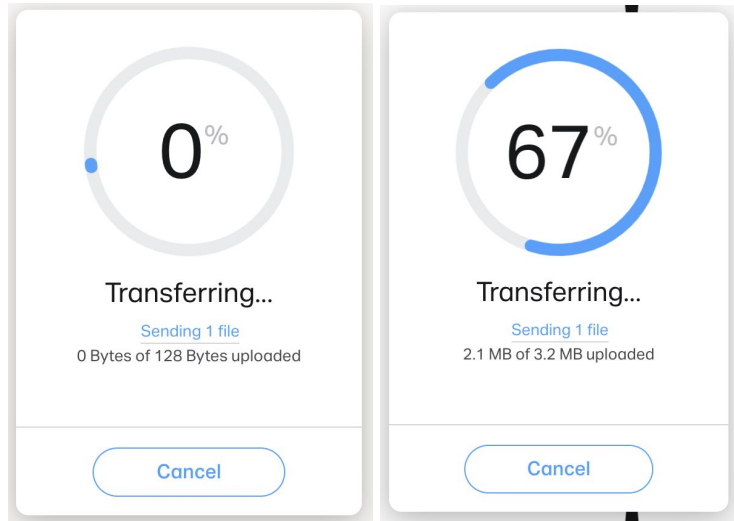 0%
Transferring...
Sending 1 file
0 Bytes of 128 Bytes uploaded
Cancel
67%
Transferring...
Sending 1 file
2.1 MB of 3.2 MB uploaded
Cancel